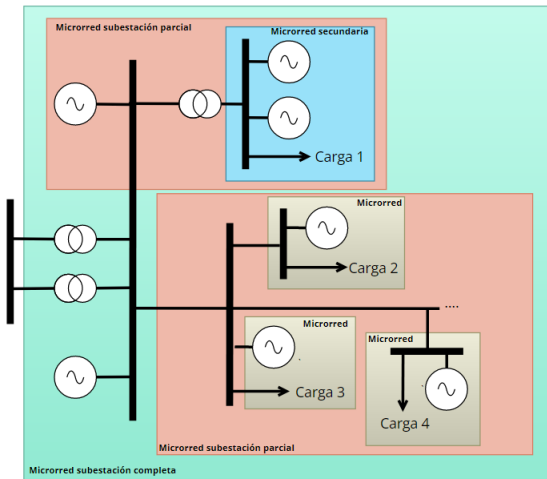 Microrred subestación parcial
Microrred secundaria
Carga 1
Microrred
Carga 2
....
Microrred
Carga 3
Microrred
Carga 4
Microrred subestación parcial
Microrred subestación completa